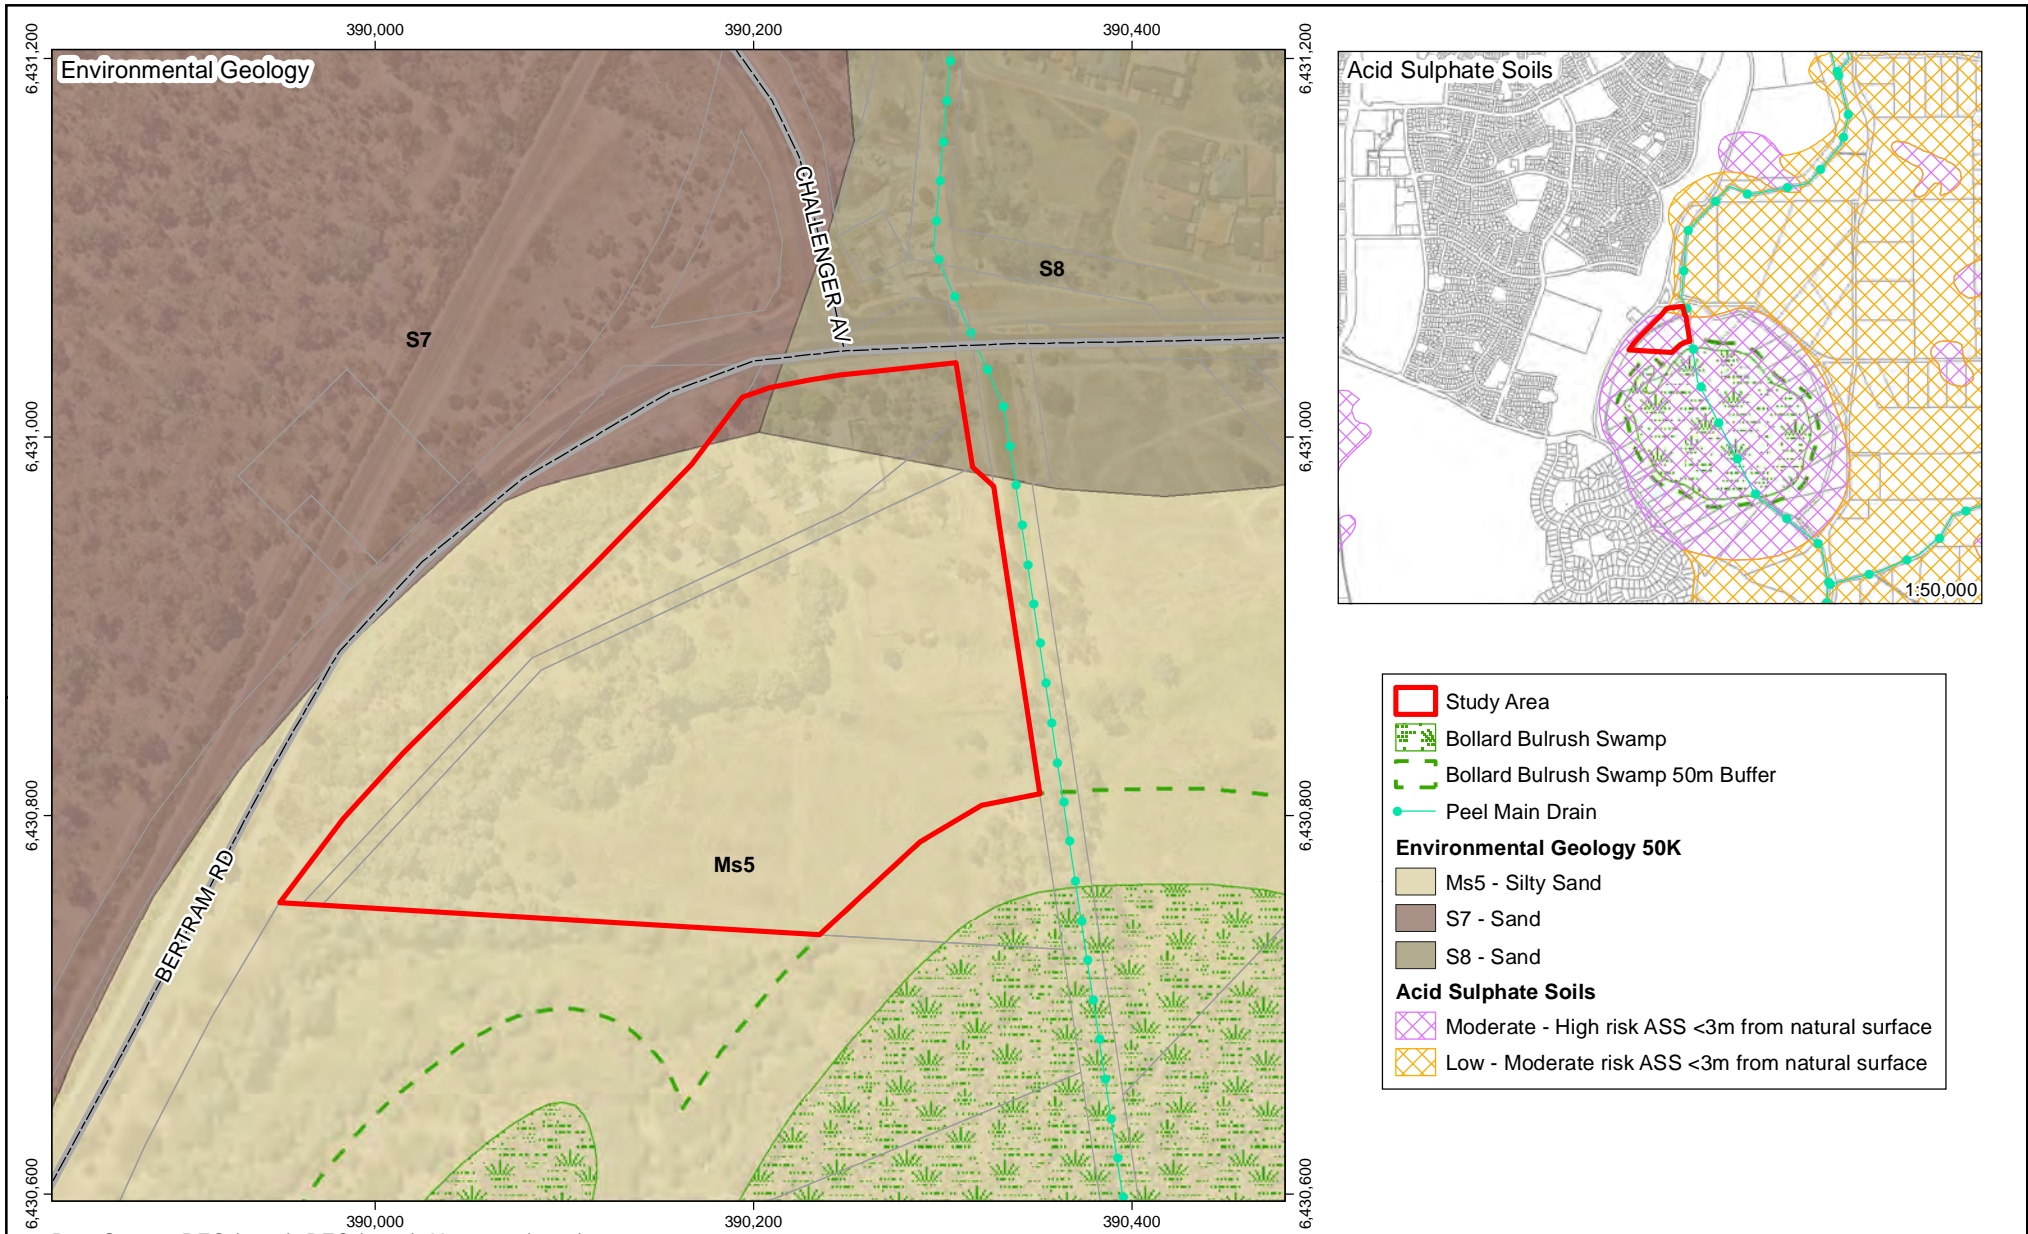 390,000
390,200
390,400
6,431,200
6,431,200
Environmental Geology
Acid Sulphate Soils
CHALLENGER AV
S8
S7
6,431,000
6,431,000
1:50,000
Study Area
Bollard Bulrush Swamp
Bollard Bulrush Swamp 50m Buffer
Peel Main Drain
Environmental Geology 50K
Ms5 - Silty Sand
S7 - Sand
S8 - Sand
Acid Sulphate Soils
Moderate - High risk ASS <3m from natural surface
Low - Moderate risk ASS <3m from natural surface
6,430,800
6,430,800
Ms5
BERTRAM RD
6,430,600
6,430,600
390,000
390,200
390,400